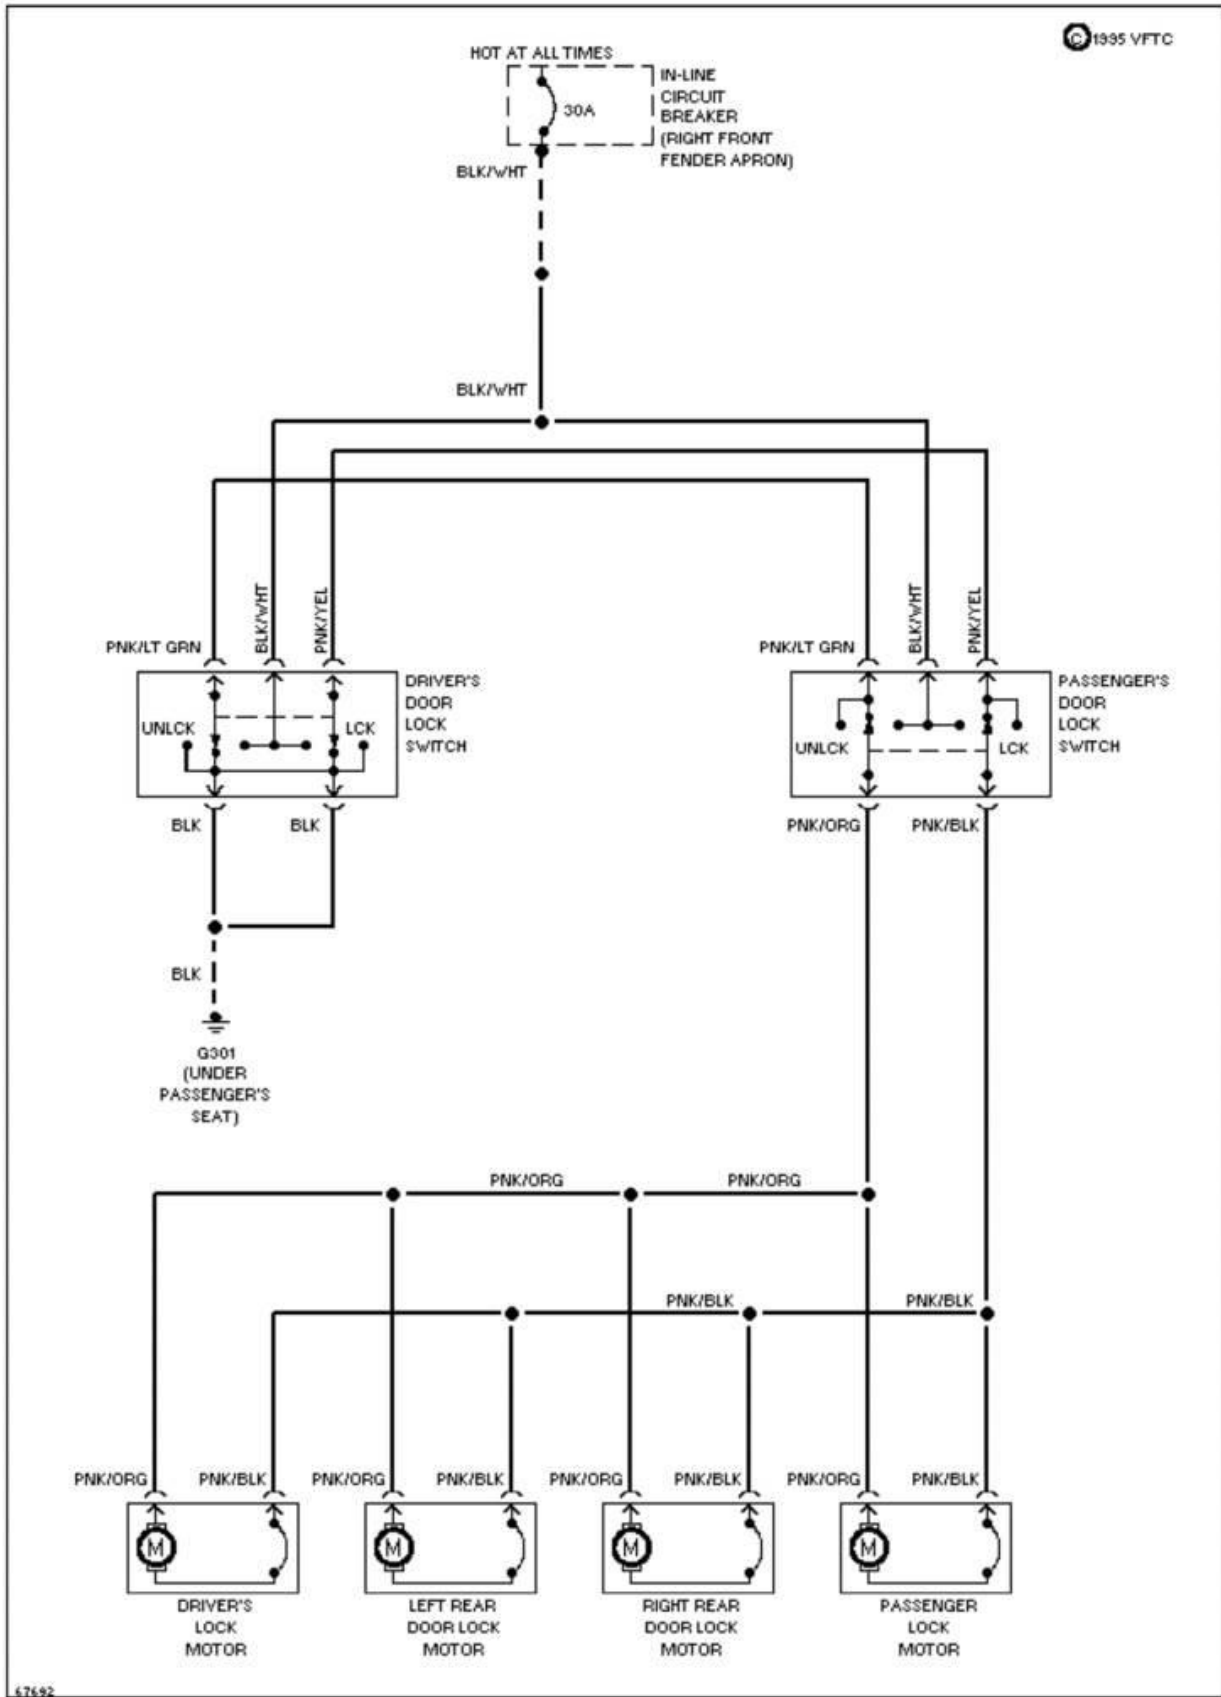 © 1995 VFTC
HOT AT ALL TIMES
30A
IN-LINE
CIRCUIT
BREAKER
(RIGHT FRONT
FENDER APRON)
BLK/WHT
BLK/WHT
PNK/LT GRN
BLK/WHT
PNK/YEL
PNK/LT GRN
BLK/WHT
PNK/YEL
UNLCK
LCK
DRIVER'S
DOOR
LOCK
SWITCH
UNLCK
LCK
PASSENGER'S
DOOR
LOCK
SWITCH
BLK
BLK
PNK/ORG
PNK/BLK
BLK
G301
(UNDER
PASSENGER'S
SEAT)
PNK/ORG
PNK/ORG
PNK/BLK
PNK/BLK
PNK/ORG
PNK/BLK
PNK/ORG
PNK/BLK
PNK/ORG
PNK/BLK
PNK/ORG
PNK/BLK
M
M
M
M
DRIVER'S
LOCK
MOTOR
LEFT REAR
DOOR LOCK
MOTOR
RIGHT REAR
DOOR LOCK
MOTOR
PASSENGER
LOCK
MOTOR
67692